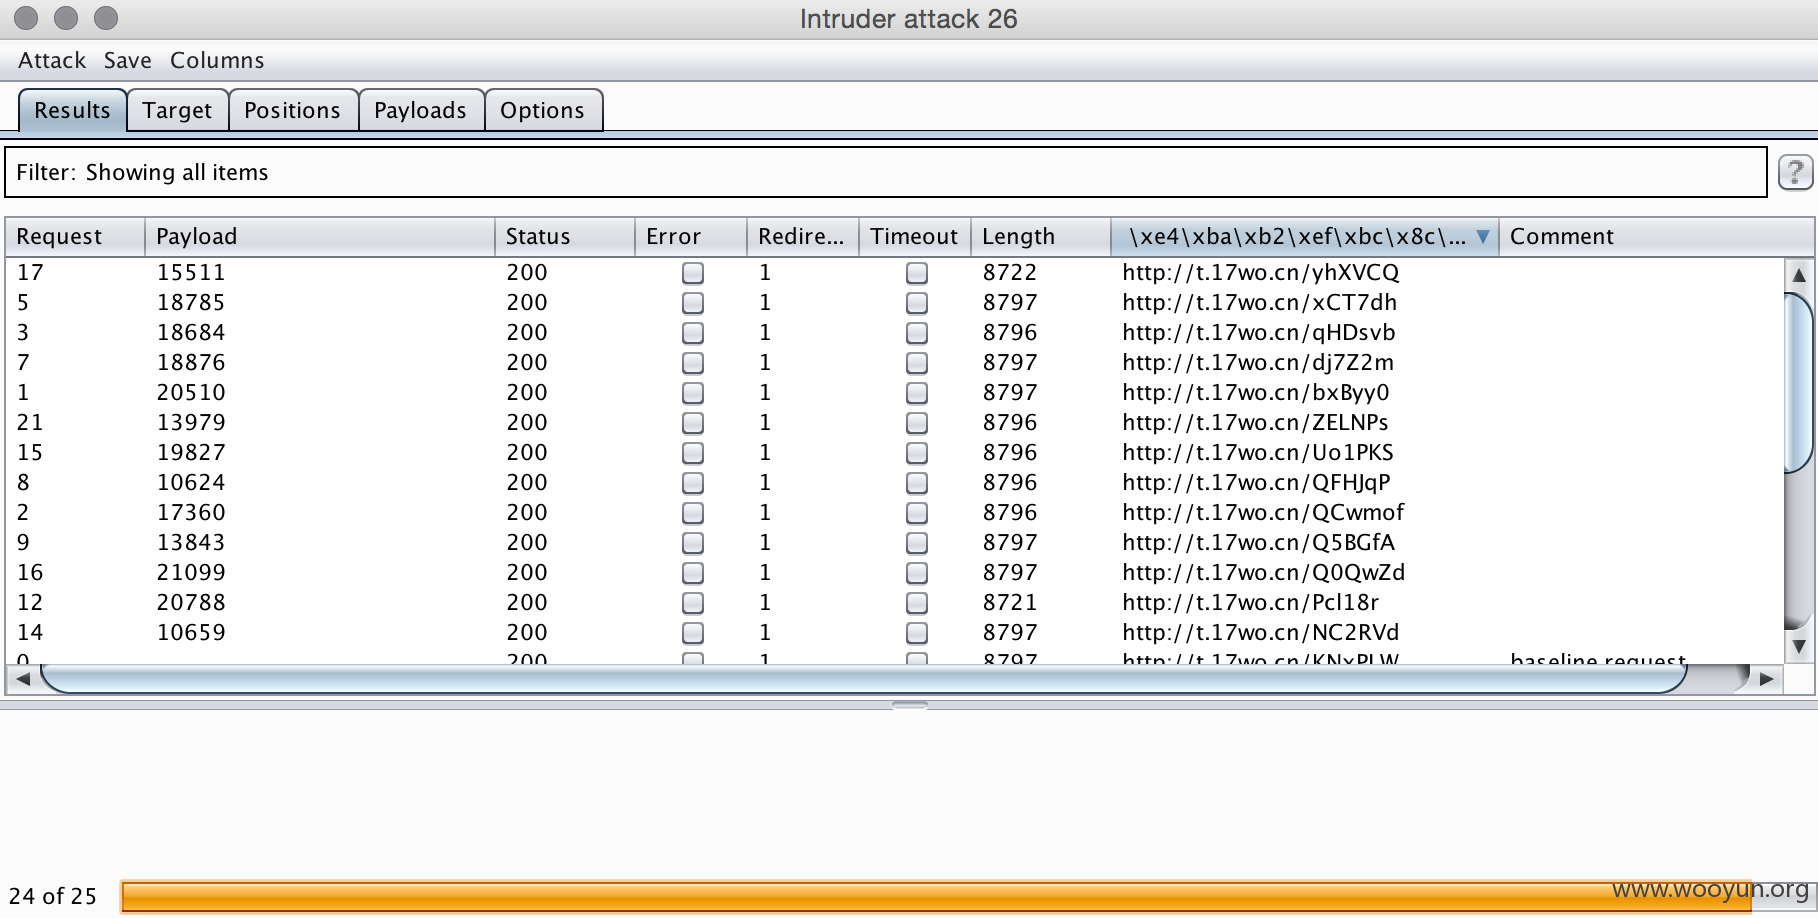 Intruder attack 26
Attack Save Columns
Results Target Positions Payloads Options
Filter: Showing all items ?
Request Payload Status Error Redire... Timeout Length \xe4\xba\xb2\xef\xbc\x8c\... Comment
17 15511 200 1 8722 http://t.17wo.cn/yhXVCQ
5 18785 200 1 8797 http://t.17wo.cn/xCT7dh
3 18684 200 1 8796 http://t.17wo.cn/qHDsvb
7 18876 200 1 8797 http://t.17wo.cn/dj7Z2m
1 20510 200 1 8797 http://t.17wo.cn/bxByy0
21 13979 200 1 8796 http://t.17wo.cn/ZELNPs
15 19827 200 1 8796 http://t.17wo.cn/Uo1PKS
8 10624 200 1 8796 http://t.17wo.cn/QFHJqP
2 17360 200 1 8796 http://t.17wo.cn/QCwmof
9 13843 200 1 8797 http://t.17wo.cn/Q5BGfA
16 21099 200 1 8797 http://t.17wo.cn/Q0QwZd
12 20788 200 1 8721 http://t.17wo.cn/Pcl18r
14 10659 200 1 8797 http://t.17wo.cn/NC2RVd
0 200 1 8797 http://t.17wo.cn/KNxPLW baseline request
24 of 25
www.wooyun.org